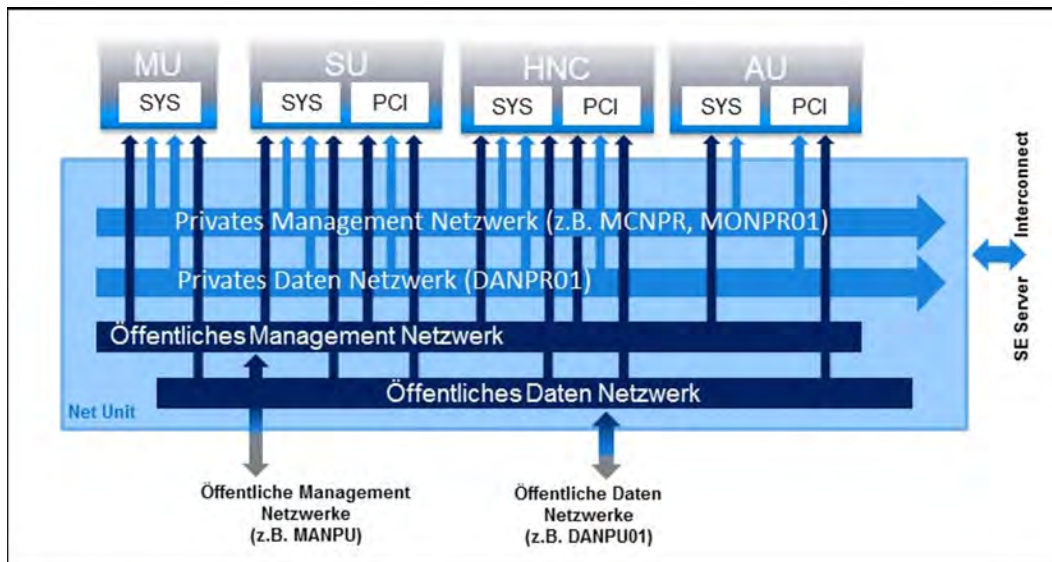 MU
SU
HNC
AU
SYS
SYS
PCI
SYS
PCI
SYS
PCI
Privates Management Netzwerk (z.B. MCNPR, MONPR01)
Privates Daten Netzwerk (DANPR01)
Öffentliches Management Netzwerk
Öffentliches Daten Netzwerk
Net Unit
SE Server
Interconnect
Öffentliche Management
Netzwerke
(z.B. MANPU)
Öffentliche Daten
Netzwerke
(z.B. DANPU01)